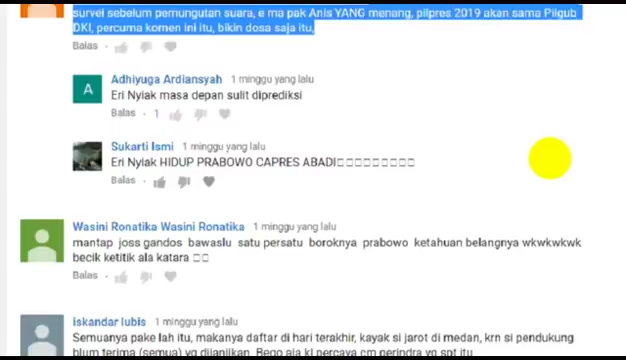 survei sebelum pemungutan suara, e ma pak Anis YANG menang, pilpres 2019 akan sama Pilgub
DKI, percuma komen ini itu, bikin dosa saja itu,
Balas
A
Adhiyuga Ardiansyah 1 minggu yang lalu
Eri Nyiak masa depan sulit diprediksi
Balas · 1
Sukarti Ismi 1 minggu yang lalu
Eri Nyiak HIDUP PRABOWO CAPRES ABADI
Balas ·
Wasini Ronatika Wasini Ronatika 1 minggu yang lalu
mantap joss gandos bawaslu satu persatu boroknya prabowo ketahuan belangnya wkwkwkwk
becik ketitik ala katara
Balas ·
iskandar lubis 1 minggu yang lalu
Semuanya pake lah itu, makanya daftar di hari terakhir, kayak si jarot di medan, krn si pendukung
blum terima (semua) yg dijanjikan. Bego ala kl percaya cm perindra yg spt itu